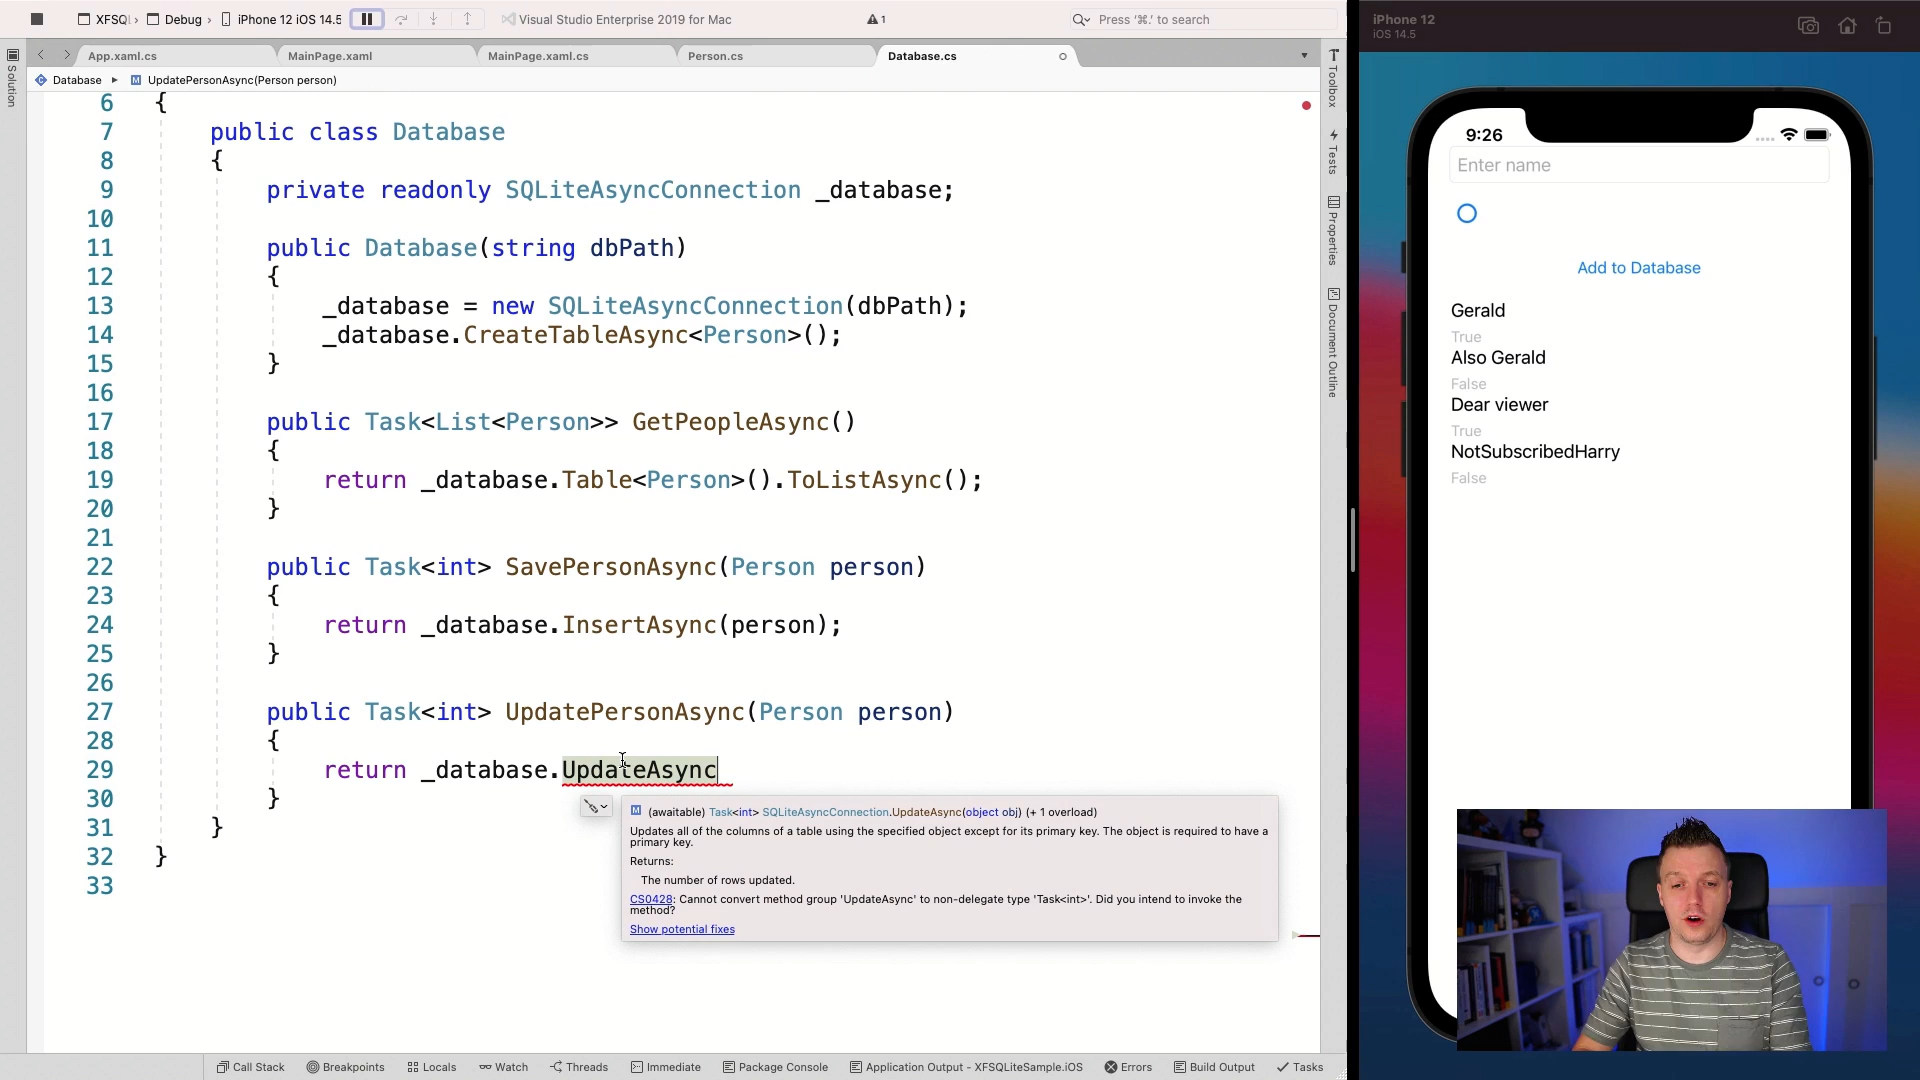 XFSQl > Debug > iPhone 12 iOS 14.5
Visual Studio Enterprise 2019 for Mac
1
Press '⌘.' to search
App.xaml.cs
MainPage.xaml
MainPage.xaml.cs
Person.cs
Database.cs
Database ▸ UpdatePersonAsync(Person person)
Solution
6 {
7 public class Database
8 {
9 private readonly SQLiteAsyncConnection _database;
10
11 public Database(string dbPath)
12 {
13 _database = new SQLiteAsyncConnection(dbPath);
14 _database.CreateTableAsync<Person>();
15 }
16
17 public Task<List<Person>> GetPeopleAsync()
18 {
19 return _database.Table<Person>().ToListAsync();
20 }
21
22 public Task<int> SavePersonAsync(Person person)
23 {
24 return _database.InsertAsync(person);
25 }
26
27 public Task<int> UpdatePersonAsync(Person person)
28 {
29 return _database.UpdateAsync
30 }
31 }
32 }
33
(awaitable) Task<int> SQLiteAsyncConnection.UpdateAsync(object obj) (+ 1 overload)
Updates all of the columns of a table using the specified object except for its primary key. The object is required to have a
primary key.
Returns:
The number of rows updated.
CS0428: Cannot convert method group 'UpdateAsync' to non-delegate type 'Task<int>'. Did you intend to invoke the
method?
Show potential fixes
Toolbox
Tests
Properties
Document Outline
Call Stack
Breakpoints
Locals
Watch
Threads
Immediate
Package Console
Application Output - XFSQLiteSample.iOS
Errors
Build Output
Tasks
iPhone 12
iOS 14.5
9:26
Enter name
Add to Database
Gerald
True
Also Gerald
False
Dear viewer
True
NotSubscribedHarry
False